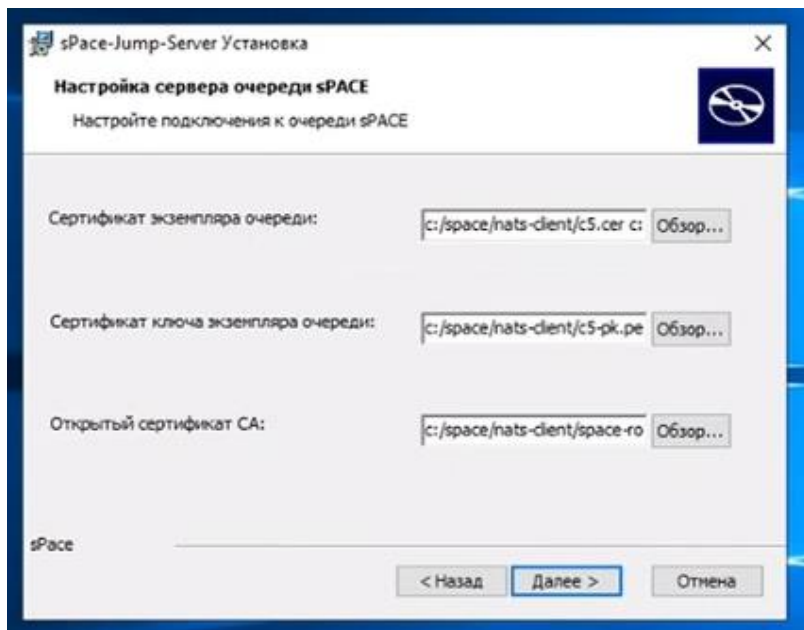 sPace-Jump-Server Установка
Настройка сервера очереди sPACE
Настройте подключения к очереди sPACE
Сертификат экземпляра очереди:
c:/space/nats-client/c5.cer c: Обзор...
Сертификат ключа экземпляра очереди:
c:/space/nats-client/c5-pk.pe Обзор...
Открытый сертификат CA:
c:/space/nats-client/space-ro Обзор...
sPace
< Назад Далее > Отмена